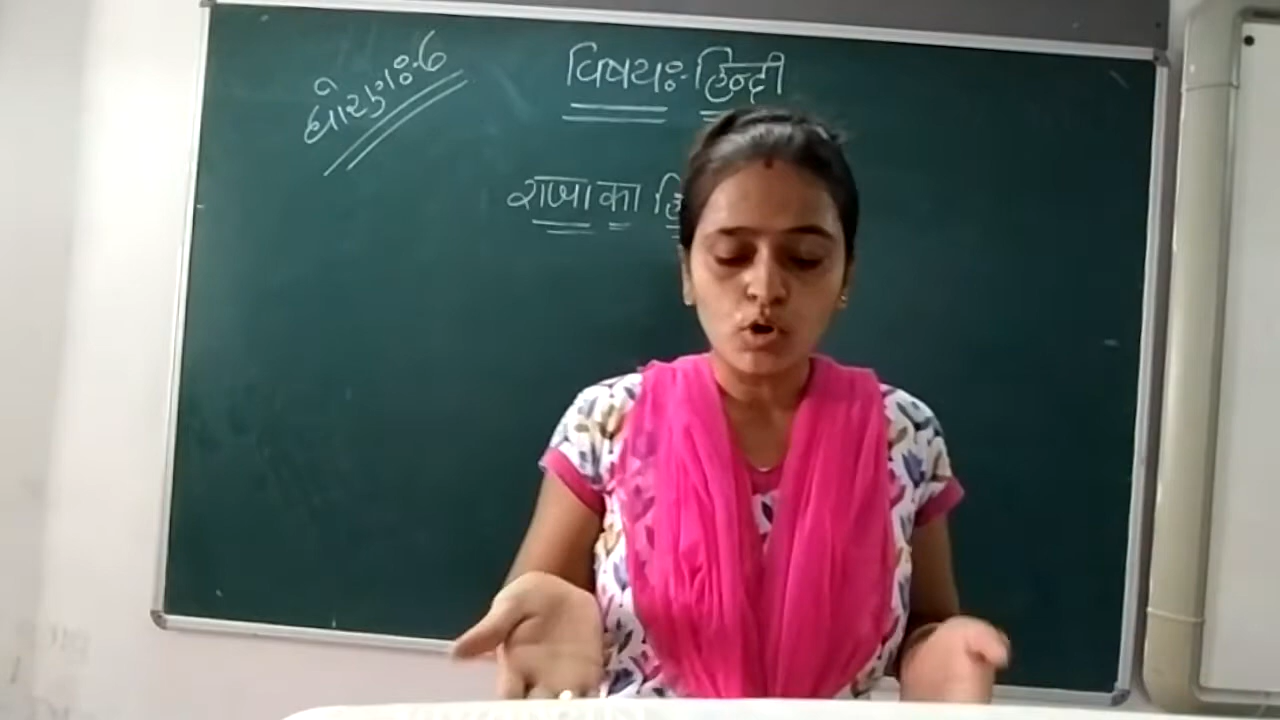 ધોરણ:-6
विषय:- हिन्दी
राजा का